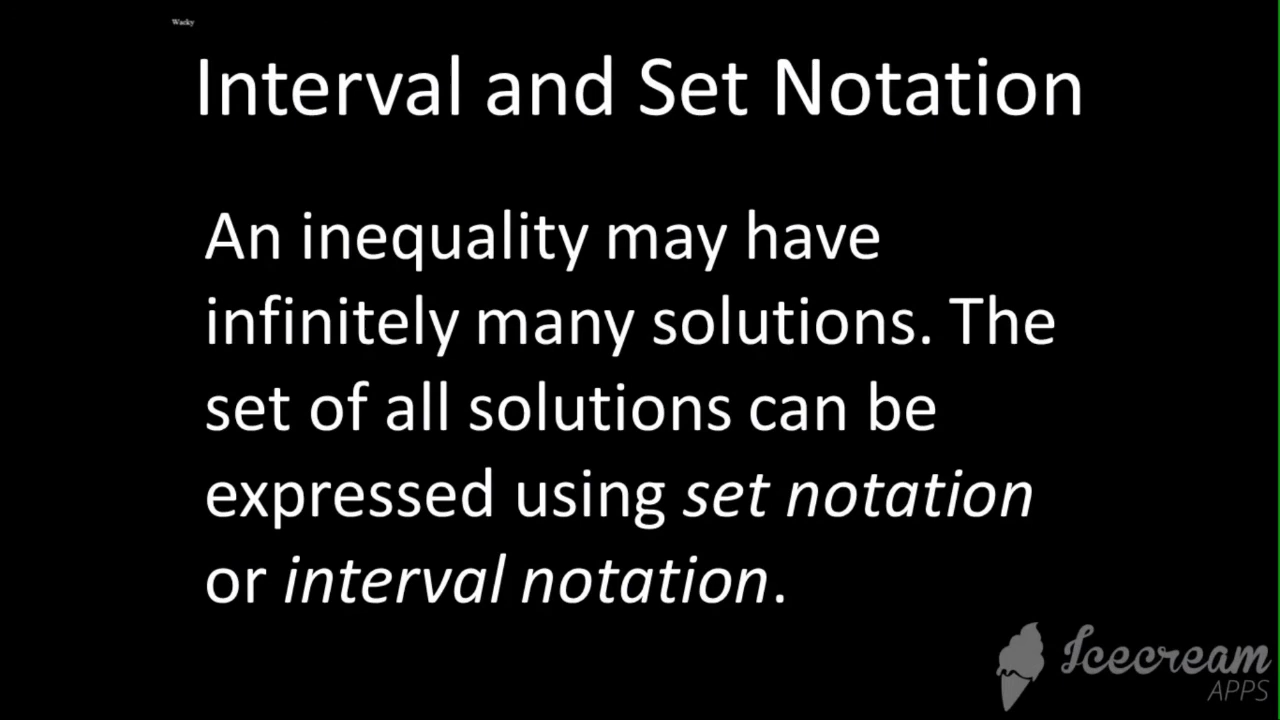 Wacky
Interval and Set Notation
An inequality may have
infinitely many solutions. The
set of all solutions can be
expressed using set notation
or interval notation.
Icecream
APPS